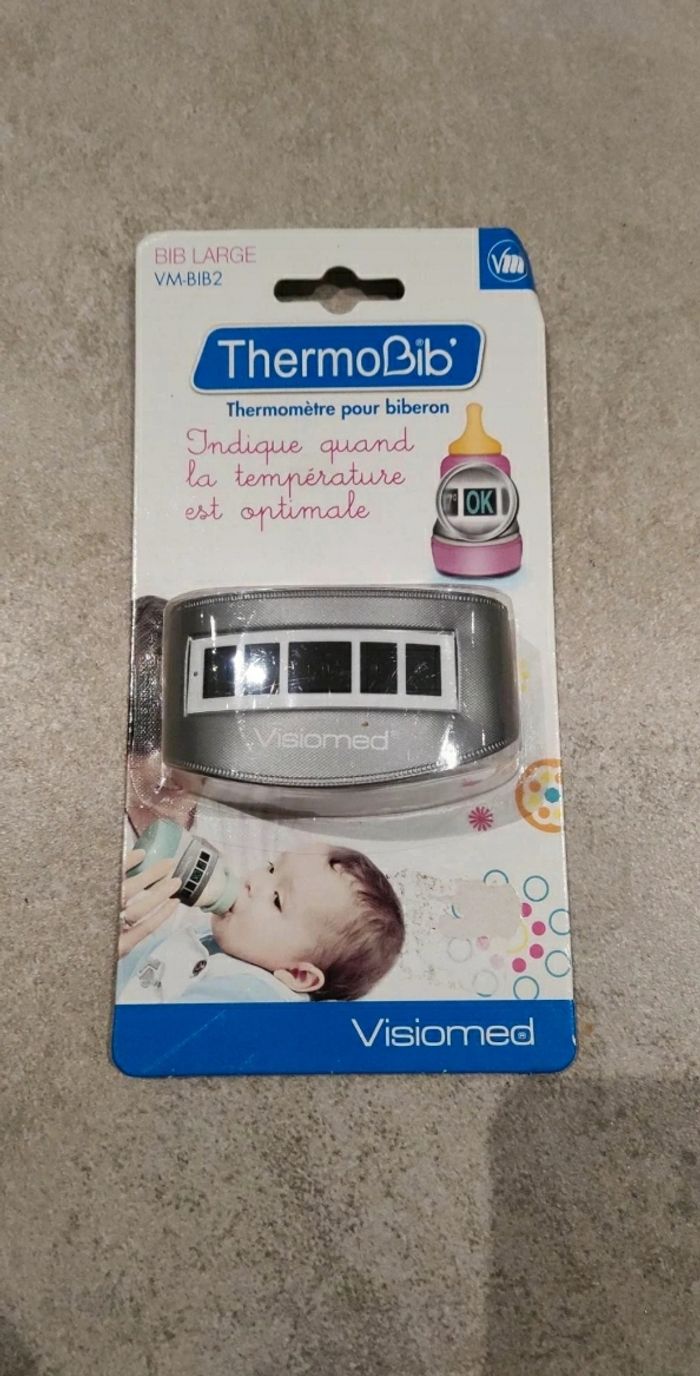 BIB LARGE
VM-BIB2
vm
ThermoBib'
Thermomètre pour biberon
Indique quand
la température
est optimale
OK
Visiomed
Visiomed®